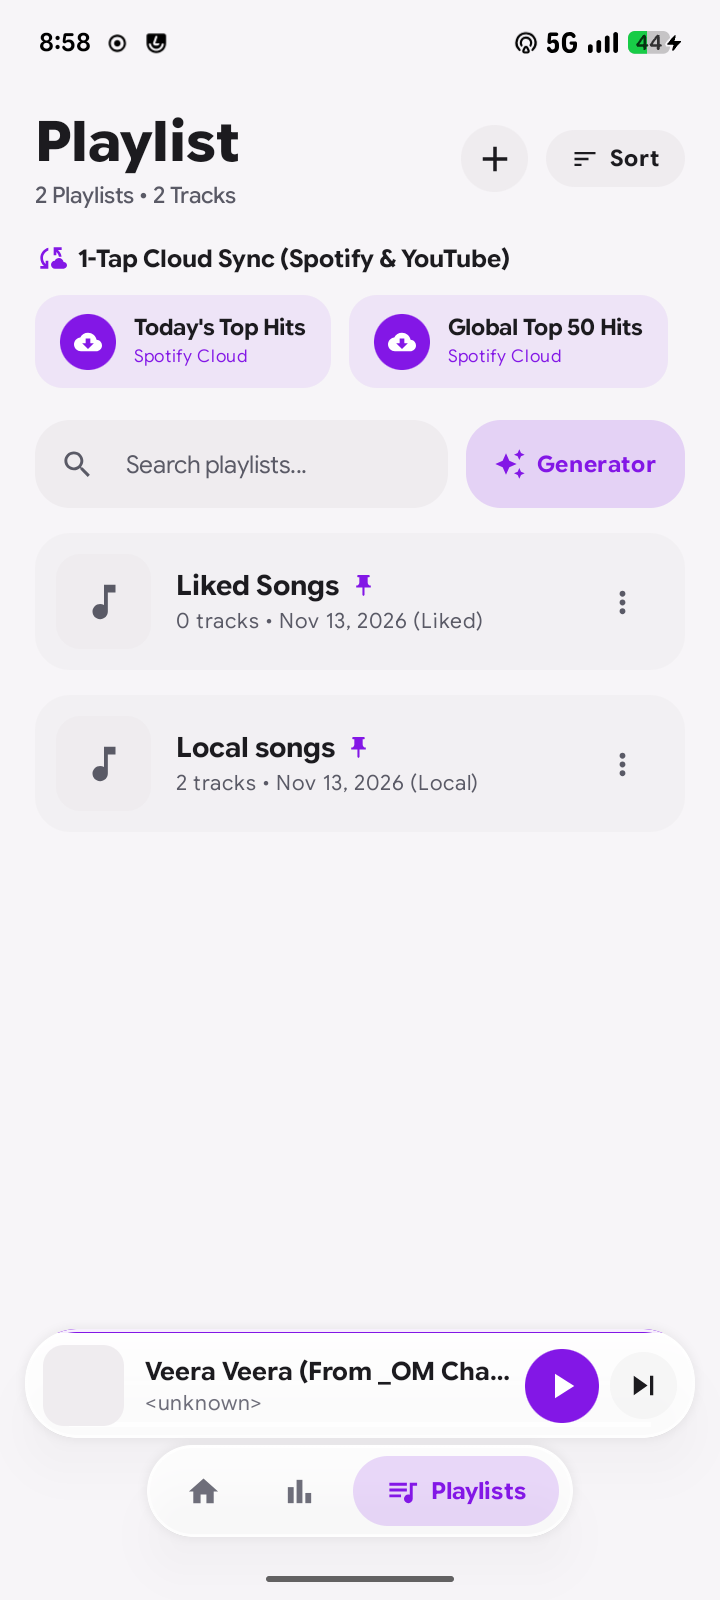 8:58
5G
44
Playlist
2 Playlists • 2 Tracks
Sort
1-Tap Cloud Sync (Spotify & YouTube)
Today's Top Hits
Spotify Cloud
Global Top 50 Hits
Spotify Cloud
Search playlists...
Generator
Liked Songs
0 tracks • Nov 13, 2026 (Liked)
Local songs
2 tracks • Nov 13, 2026 (Local)
Veera Veera (From _OM Cha...
<unknown>
Playlists